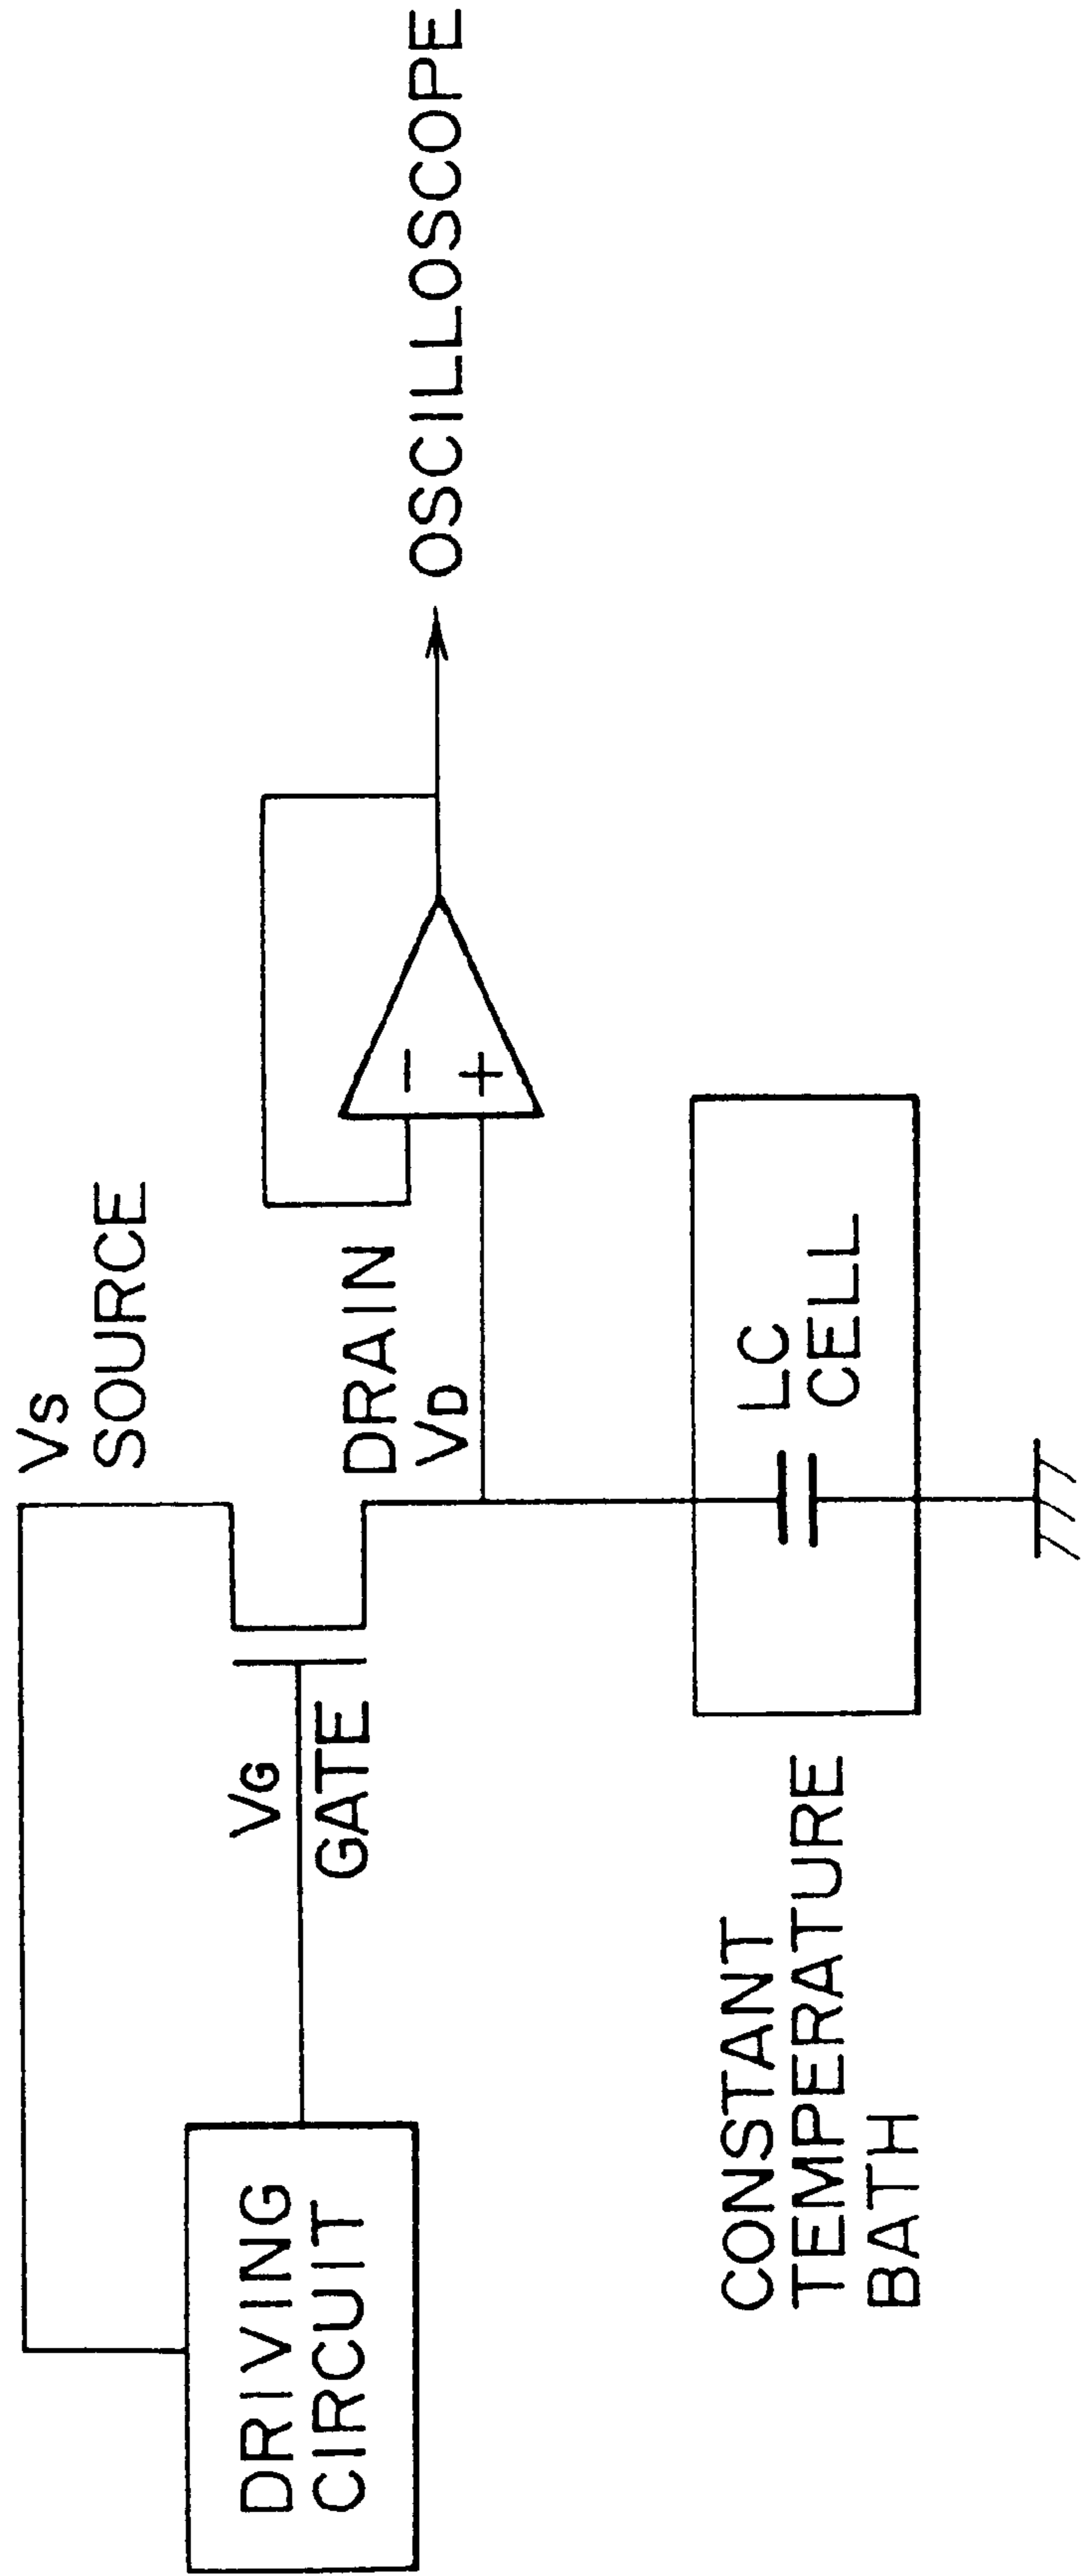 VS
SOURCE
DRIVING
CIRCUIT
VG
GATE
DRAIN
VD
−
+
OSCILLOSCOPE
CONSTANT
TEMPERATURE
BATH
LC
CELL